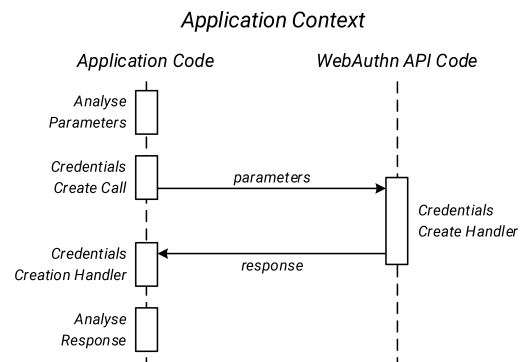 Application Context
Application Code
WebAuthn API Code
Analyse
Parameters
Credentials
Create Call
parameters
Credentials
Create Handler
Credentials
Creation Handler
response
Analyse
Response